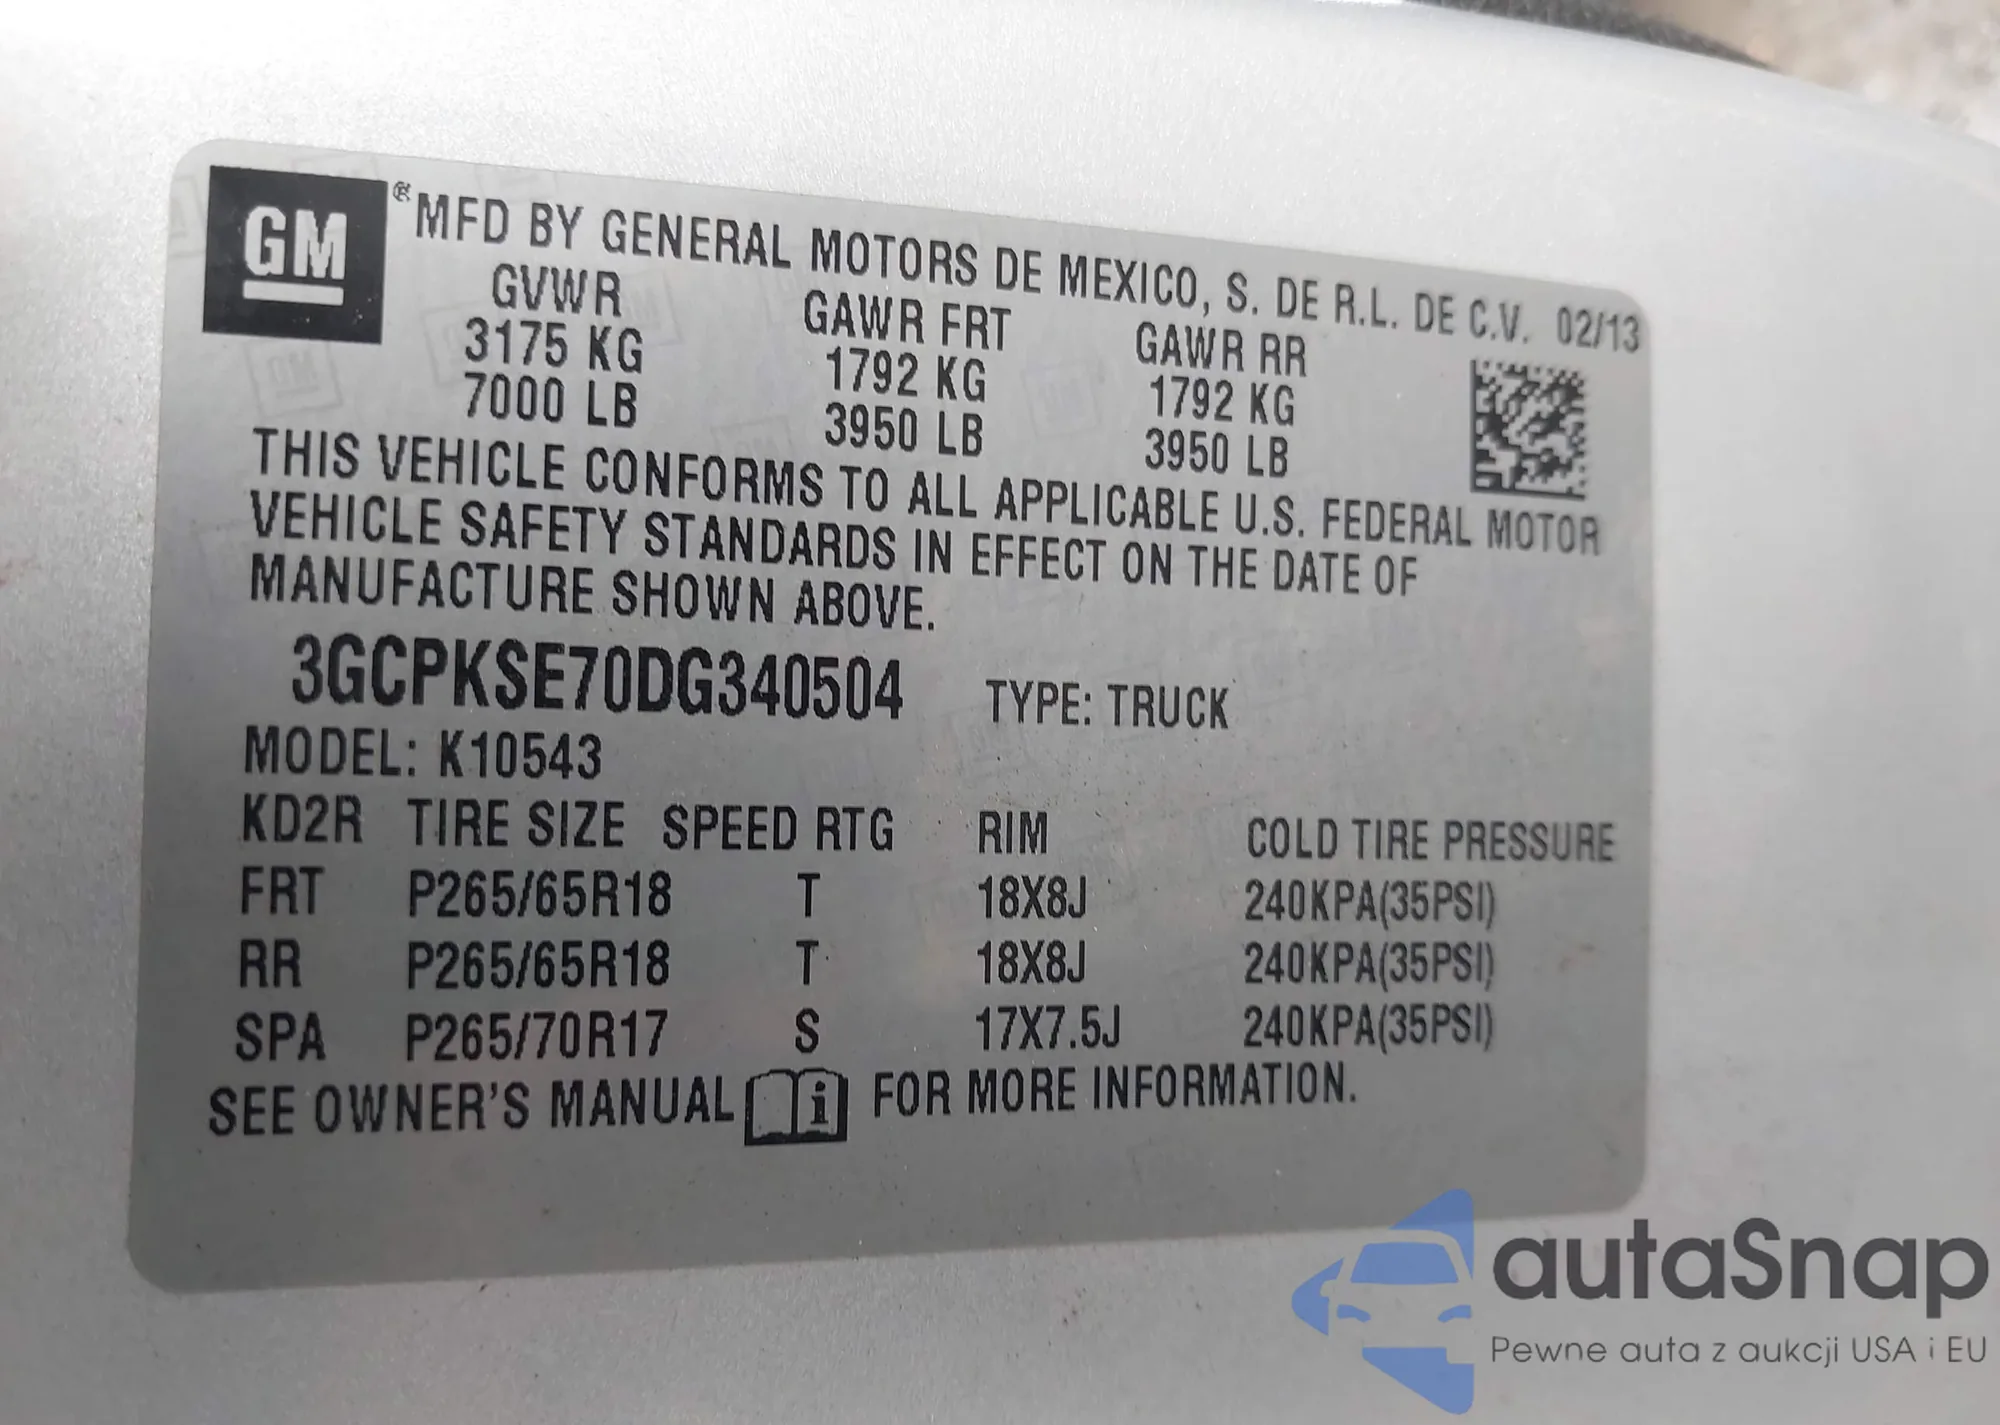 GM ® MFD BY GENERAL MOTORS DE MEXICO, S. DE R.L. DE C.V. 02/13
GVWR GAWR FRT GAWR RR
3175 KG 1792 KG 1792 KG
7000 LB 3950 LB 3950 LB
THIS VEHICLE CONFORMS TO ALL APPLICABLE U.S. FEDERAL MOTOR
VEHICLE SAFETY STANDARDS IN EFFECT ON THE DATE OF
MANUFACTURE SHOWN ABOVE.
3GCPKSE70DG340504 TYPE: TRUCK
MODEL: K10543
KD2R TIRE SIZE SPEED RTG RIM COLD TIRE PRESSURE
FRT P265/65R18 T 18X8J 240KPA(35PSI)
RR P265/65R18 T 18X8J 240KPA(35PSI)
SPA P265/70R17 S 17X7.5J 240KPA(35PSI)
SEE OWNER'S MANUAL i FOR MORE INFORMATION.
autaSnap
Pewne auta z aukcji USA i EU